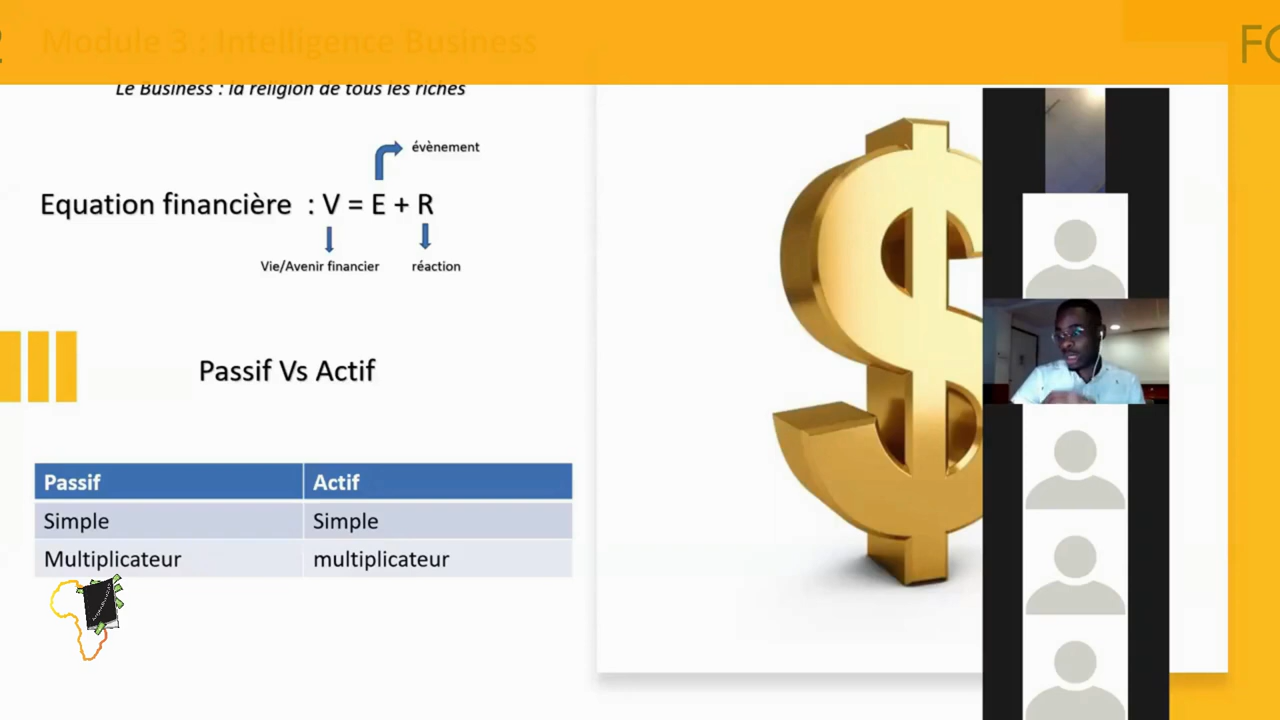 Module 3 : Intelligence Business
FO
Le Business : la religion de tous les riches
évènement
Equation financière : V = E + R
Vie/Avenir financier
réaction
Passif Vs Actif
Passif Actif
Simple Simple
Multiplicateur multiplicateur